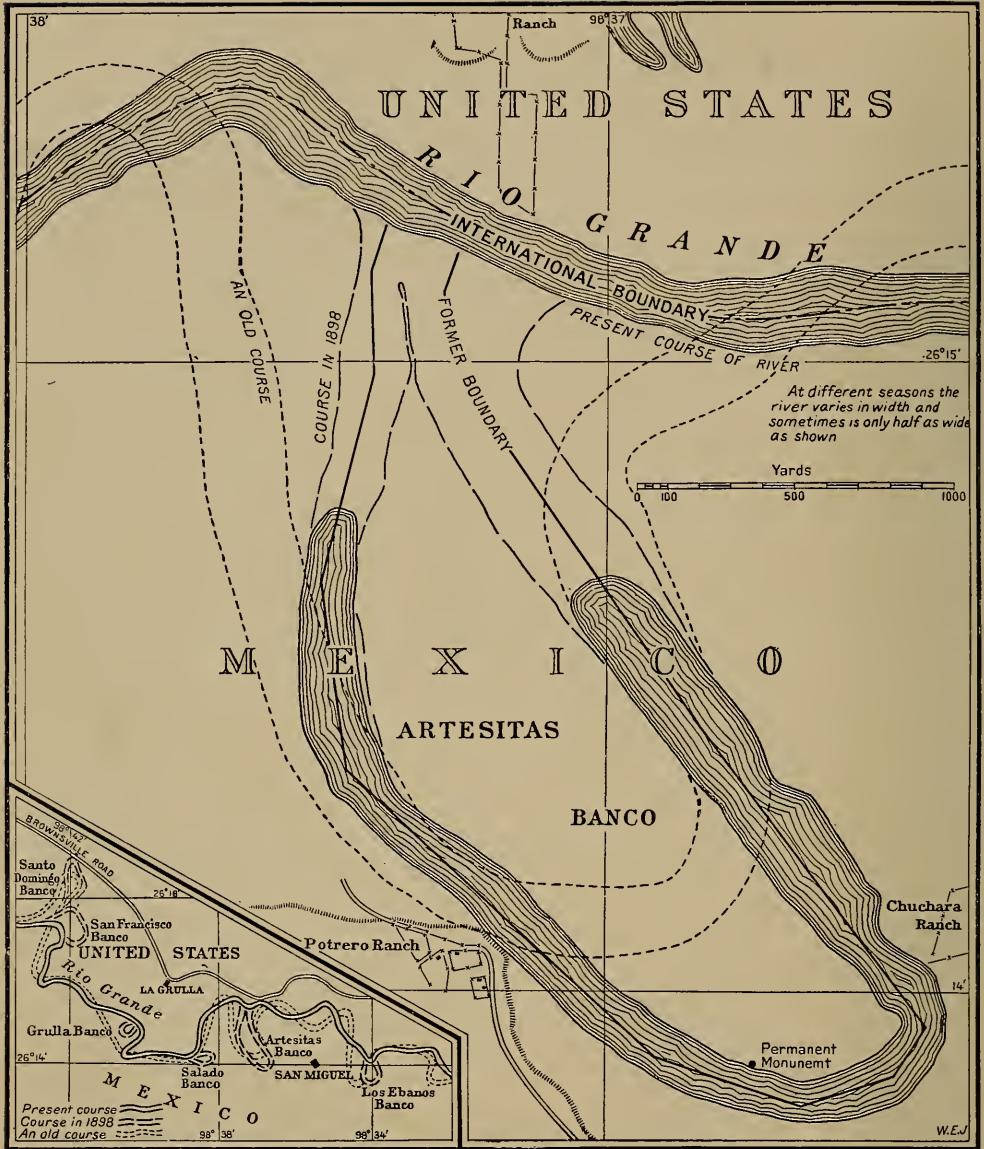 38'
Ranch
98°37
UNITED STATES
RIO GRANDE
INTERNATIONAL BOUNDARY
PRESENT COURSE OF RIVER
AN OLD COURSE
COURSE IN 1898
FORMER BOUNDARY
26°15'
At different seasons the
river varies in width and
sometimes is only half as wide
as shown
Yards
0 100 500 1000
MEXICO
ARTESITAS
BANCO
Chuchara
Ranch
Potrero Ranch
14'
Permanent
Monunemt
W.E.J
BROWNSVILLE ROAD
98°42'
Santo
Domingo
Banco
26°16'
San Francisco
Banco
UNITED STATES
Rio Grande
LA GRULLA
Grulla Banco
Artesitas
Banco
26°14'
Salado
Banco
SAN MIGUEL
Los Ebanos
Banco
MEXICO
Present course
Course in 1898
An old course
98°38'
98°34'